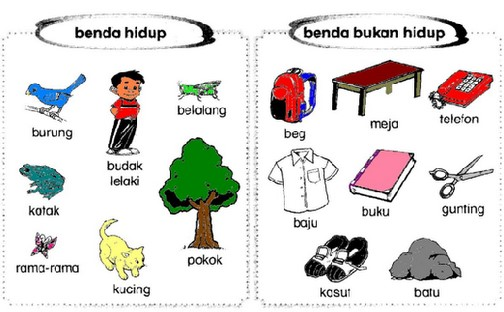 benda hidup
burung
budak
lelaki
belalang
katak
rama-rama
kucing
pokok
benda bukan hidup
beg
meja
telefon
baju
buku
gunting
kasut
batu